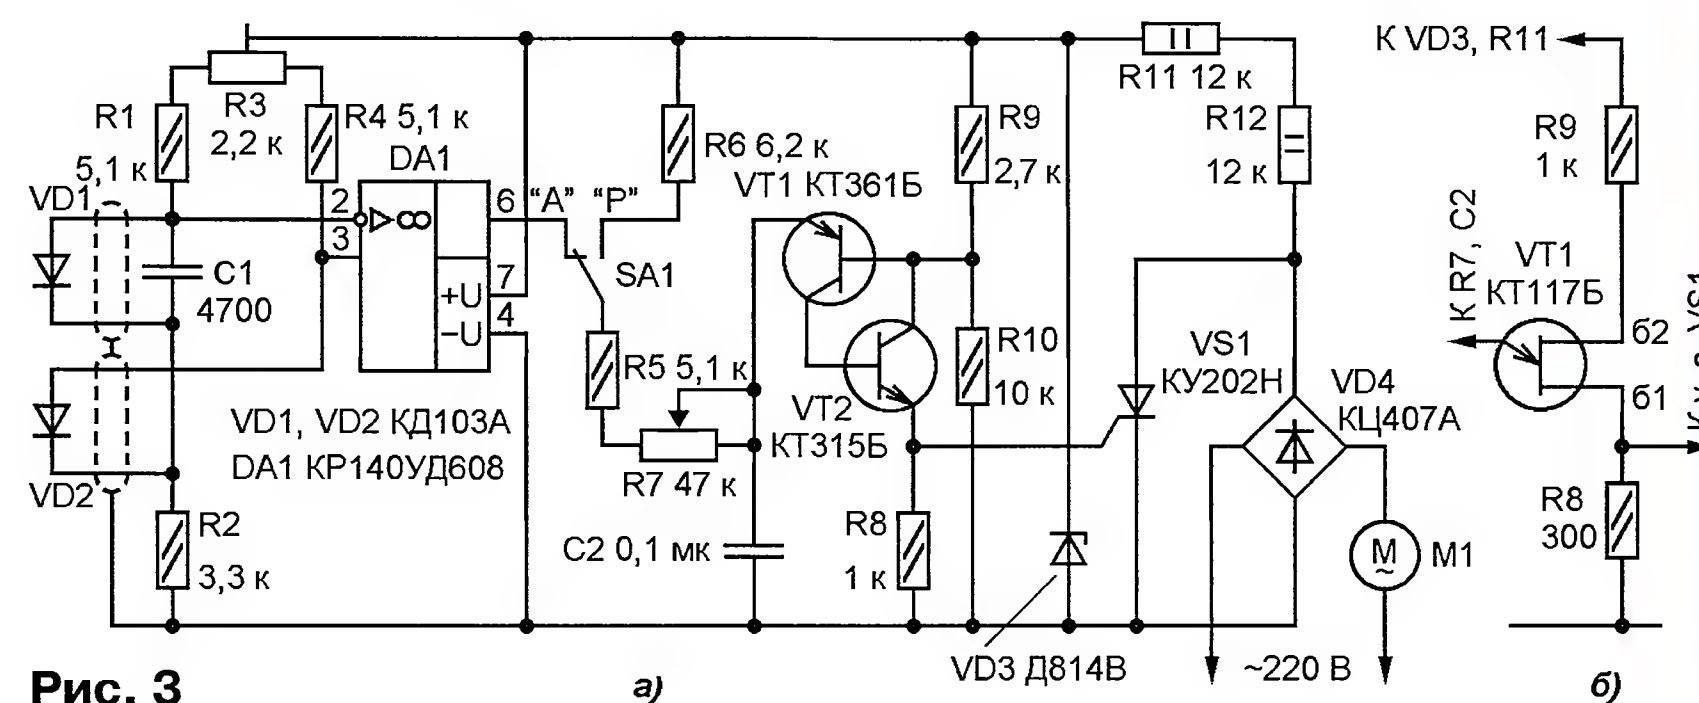 R1
5,1 к
R3
2,2 к
R4 5,1 к
DA1
VD1
2
3
6
7
4
∞
+U
−U
“А” “Р”
SA1
C1
4700
R6 6,2 к
VT1 КТ361Б
R9
2,7 к
R11 12 к
R12
12 к
R5 5,1 к
R7 47 к
VT2
КТ315Б
R10
10 к
VS1
КУ202Н
VD4
КЦ407А
VD1, VD2 КД103А
DA1 КР140УД608
VD2
R2
3,3 к
C2 0,1 мк
R8
1 к
VD3 Д814В
М
~
М1
~220 В
К VD3, R11
R9
1 к
VT1
КТ117Б
К R7, C2
б2
б1
R8
300
Рис. 3
а)
б)